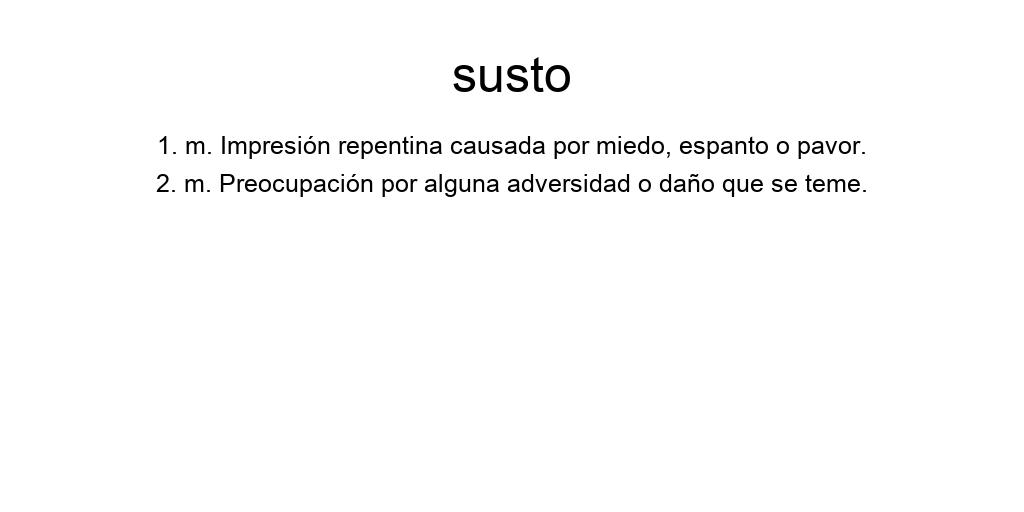 susto
1. m. Impresión repentina causada por miedo, espanto o pavor.
2. m. Preocupación por alguna adversidad o daño que se teme.